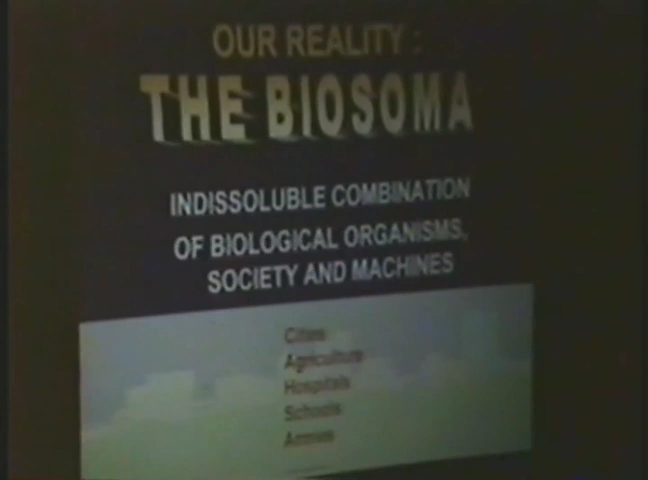 OUR REALITY :
THE BIOSOMA
INDISSOLUBLE COMBINATION
OF BIOLOGICAL ORGANISMS,
SOCIETY AND MACHINES
Cities
Agriculture
Hospitals
Schools
Armies